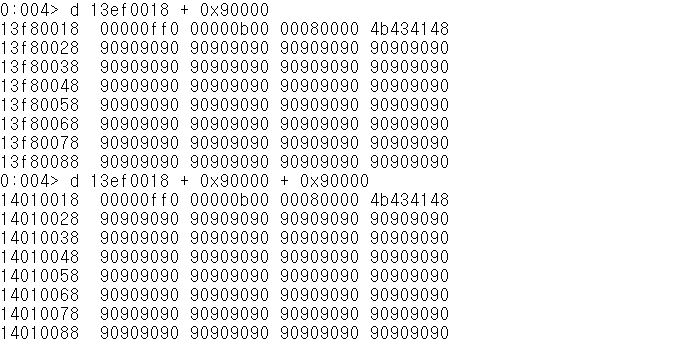 0:004> d 13ef0018 + 0x90000
13f80018  00000ff0 00000b00 00080000 4b434148
13f80028  90909090 90909090 90909090 90909090
13f80038  90909090 90909090 90909090 90909090
13f80048  90909090 90909090 90909090 90909090
13f80058  90909090 90909090 90909090 90909090
13f80068  90909090 90909090 90909090 90909090
13f80078  90909090 90909090 90909090 90909090
13f80088  90909090 90909090 90909090 90909090
0:004> d 13ef0018 + 0x90000 + 0x90000
14010018  00000ff0 00000b00 00080000 4b434148
14010028  90909090 90909090 90909090 90909090
14010038  90909090 90909090 90909090 90909090
14010048  90909090 90909090 90909090 90909090
14010058  90909090 90909090 90909090 90909090
14010068  90909090 90909090 90909090 90909090
14010078  90909090 90909090 90909090 90909090
14010088  90909090 90909090 90909090 90909090